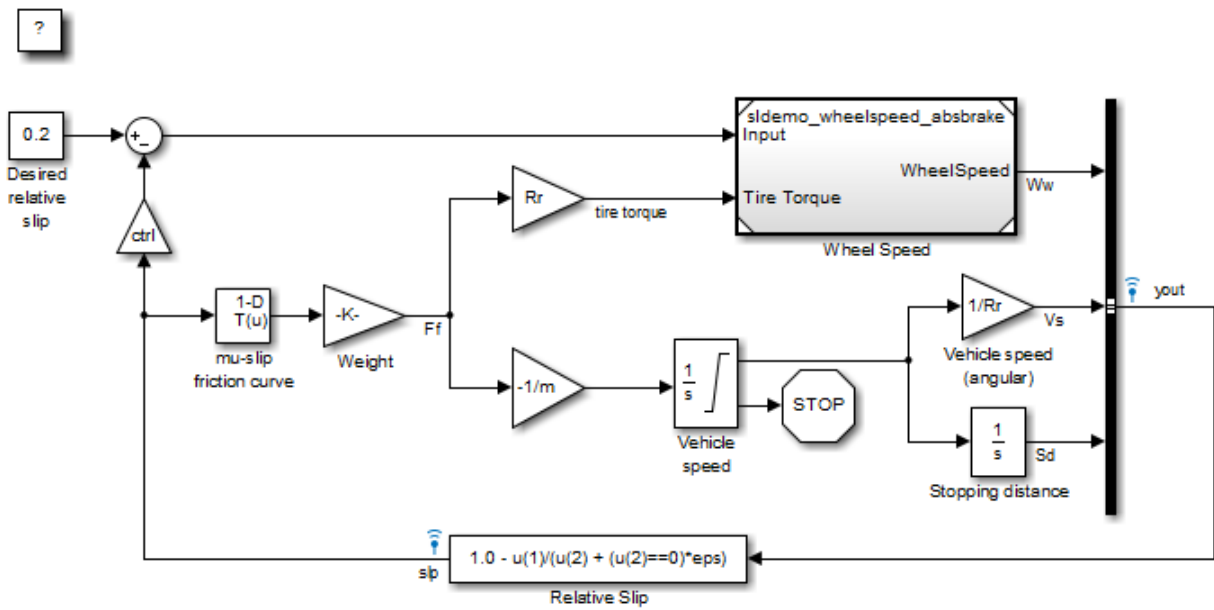 ?
0.2
Desired
relative
slip
+
-
ctrl
1-D
T(u)
mu-slip
friction curve
-K-
Weight
Ff
Rr
tire torque
sldemo_wheelspeed_absbrake
Input
WheelSpeed
Tire Torque
Wheel Speed
Ww
-1/m
1
s
Vehicle
speed
STOP
1/Rr
Vs
Vehicle speed
(angular)
1
s
Sd
Stopping distance
yout
1.0 - u(1)/(u(2) + (u(2)==0)*eps)
slp
Relative Slip